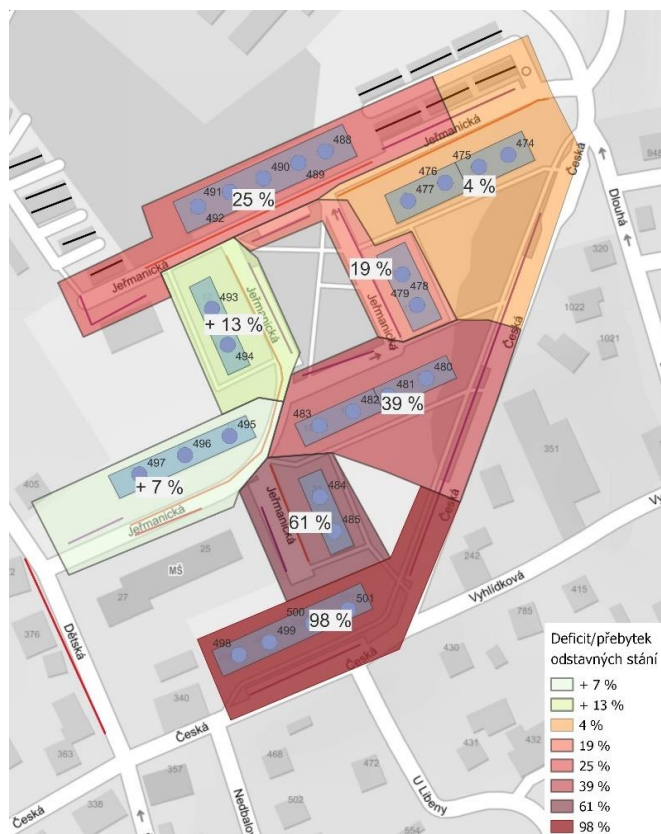 488
490
489
491
25 %
492
Jeřmanická
474
475
476
4 %
477
Česká
948
Dlouhá
320
Jeřmanická
19 %
478
479
Jeřmanická
493
+ 13 %
494
Jeřmanická
1022
1021
Česká
480
481
482
39 %
483
351
495
496
497
+ 7 %
405
Jeřmanická
484
61 %
485
Jeřmanická
Česká
25
MŠ
27
242
Vyhlídková
415
785
376
Dětská
501
500
98 %
499
498
Česká
430
340
363
Česká
357
468
472
431
432
Česká
338
502
U Libeny
554
Deficit/přebytek
odstavných stání
+ 7 %
+ 13 %
4 %
19 %
25 %
39 %
61 %
98 %